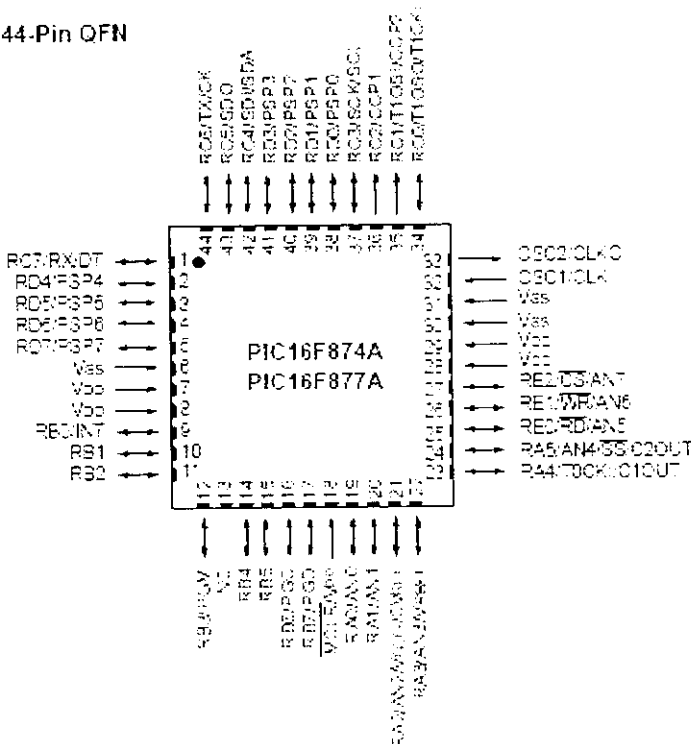 44-Pin QFN
RC6/TX/CK
RC5/SDO
RC4/SDI/SDA
RD3/PSP3
RD2/PSP2
RD1/PSP1
RD0/PSP0
RC3/SCK/SCL
RC2/CCP1
RC1/T1OSI/CCP2
RC0/T1OSO/T1CKI
44 43 42 41 40 39 38 37 36 35 34
RC7/RX/DT 1
RD4/PSP4 2
RD5/PSP5 3
RD6/PSP6 4
RD7/PSP7 5
Vss 6
VDD 7
VDD 8
RB0/INT 9
RB1 10
RB2 11
PIC16F874A
PIC16F877A
33 OSC2/CLKO
32 OSC1/CLKI
31 Vss
30 Vss
29 VDD
28 VDD
27 RE2/CS/AN7
26 RE1/WR/AN6
25 RE0/RD/AN5
24 RA5/AN4/SS/C2OUT
23 RA4/T0CKI/C1OUT
12 13 14 15 16 17 18 19 20 21 22
RB3/PGM
NC
RB4
RB5
RB6/PGC
RB7/PGD
MCLR/VPP
RA0/AN0
RA1/AN1